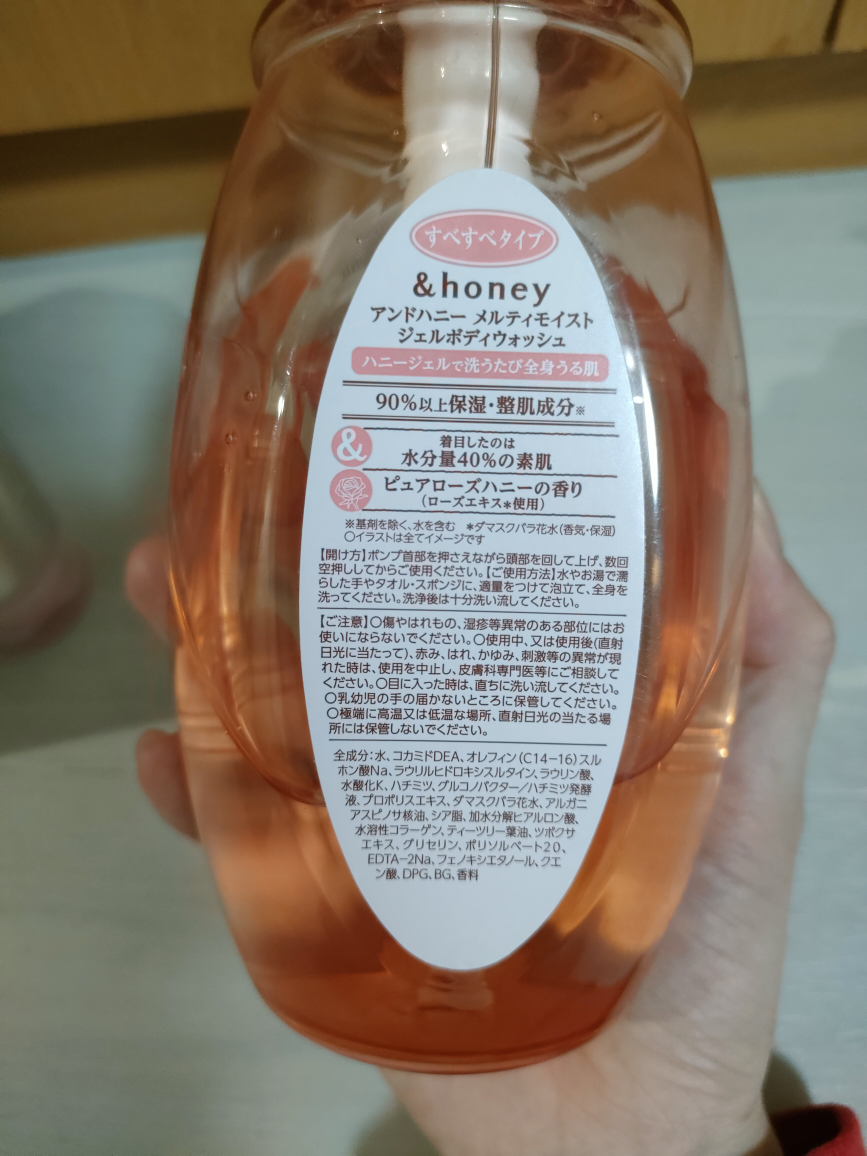 すべすべタイプ
&honey
アンドハニー メルティモイスト
ジェルボディウォッシュ
ハニージェルで洗うたび全身うる肌
90%以上保湿・整肌成分※
&
着目したのは
水分量40%の素肌
ピュアローズハニーの香り
(ローズエキス*使用)
※基剤を除く、水を含む *ダマスクバラ花水(香気・保湿)
○イラストは全てイメージです
【開け方】ポンプ首部を押さえながら頭部を回して上げ、数回
空押ししてからご使用ください。【ご使用方法】水やお湯で濡
らした手やタオル・スポンジに、適量をつけて泡立て、全身を
洗ってください。洗浄後は十分洗い流してください。
【ご注意】○傷やはれもの、湿疹等異常のある部位にはお
使いにならないでください。○使用中、又は使用後(直射
日光に当たって)、赤み、はれ、かゆみ、刺激等の異常が現
れた時は、使用を中止し、皮膚科専門医等にご相談して
ください。○目に入った時は、直ちに洗い流してください。
○乳幼児の手の届かないところに保管してください。
○極端に高温又は低温な場所、直射日光の当たる場
所には保管しないでください。
全成分:水、コカミドDEA、オレフィン(C14-16)スル
ホン酸Na、ラウリルヒドロキシスルタイン、ラウリン酸、
水酸化K、ハチミツ、グルコノバクター/ハチミツ発酵
液、プロポリスエキス、ダマスクバラ花水、アルガニ
アスピノサ核油、シア脂、加水分解ヒアルロン酸、
水溶性コラーゲン、ティーツリー葉油、ツボクサ
エキス、グリセリン、ポリソルベート20、
EDTA-2Na、フェノキシエタノール、クエ
ン酸、DPG、BG、香料